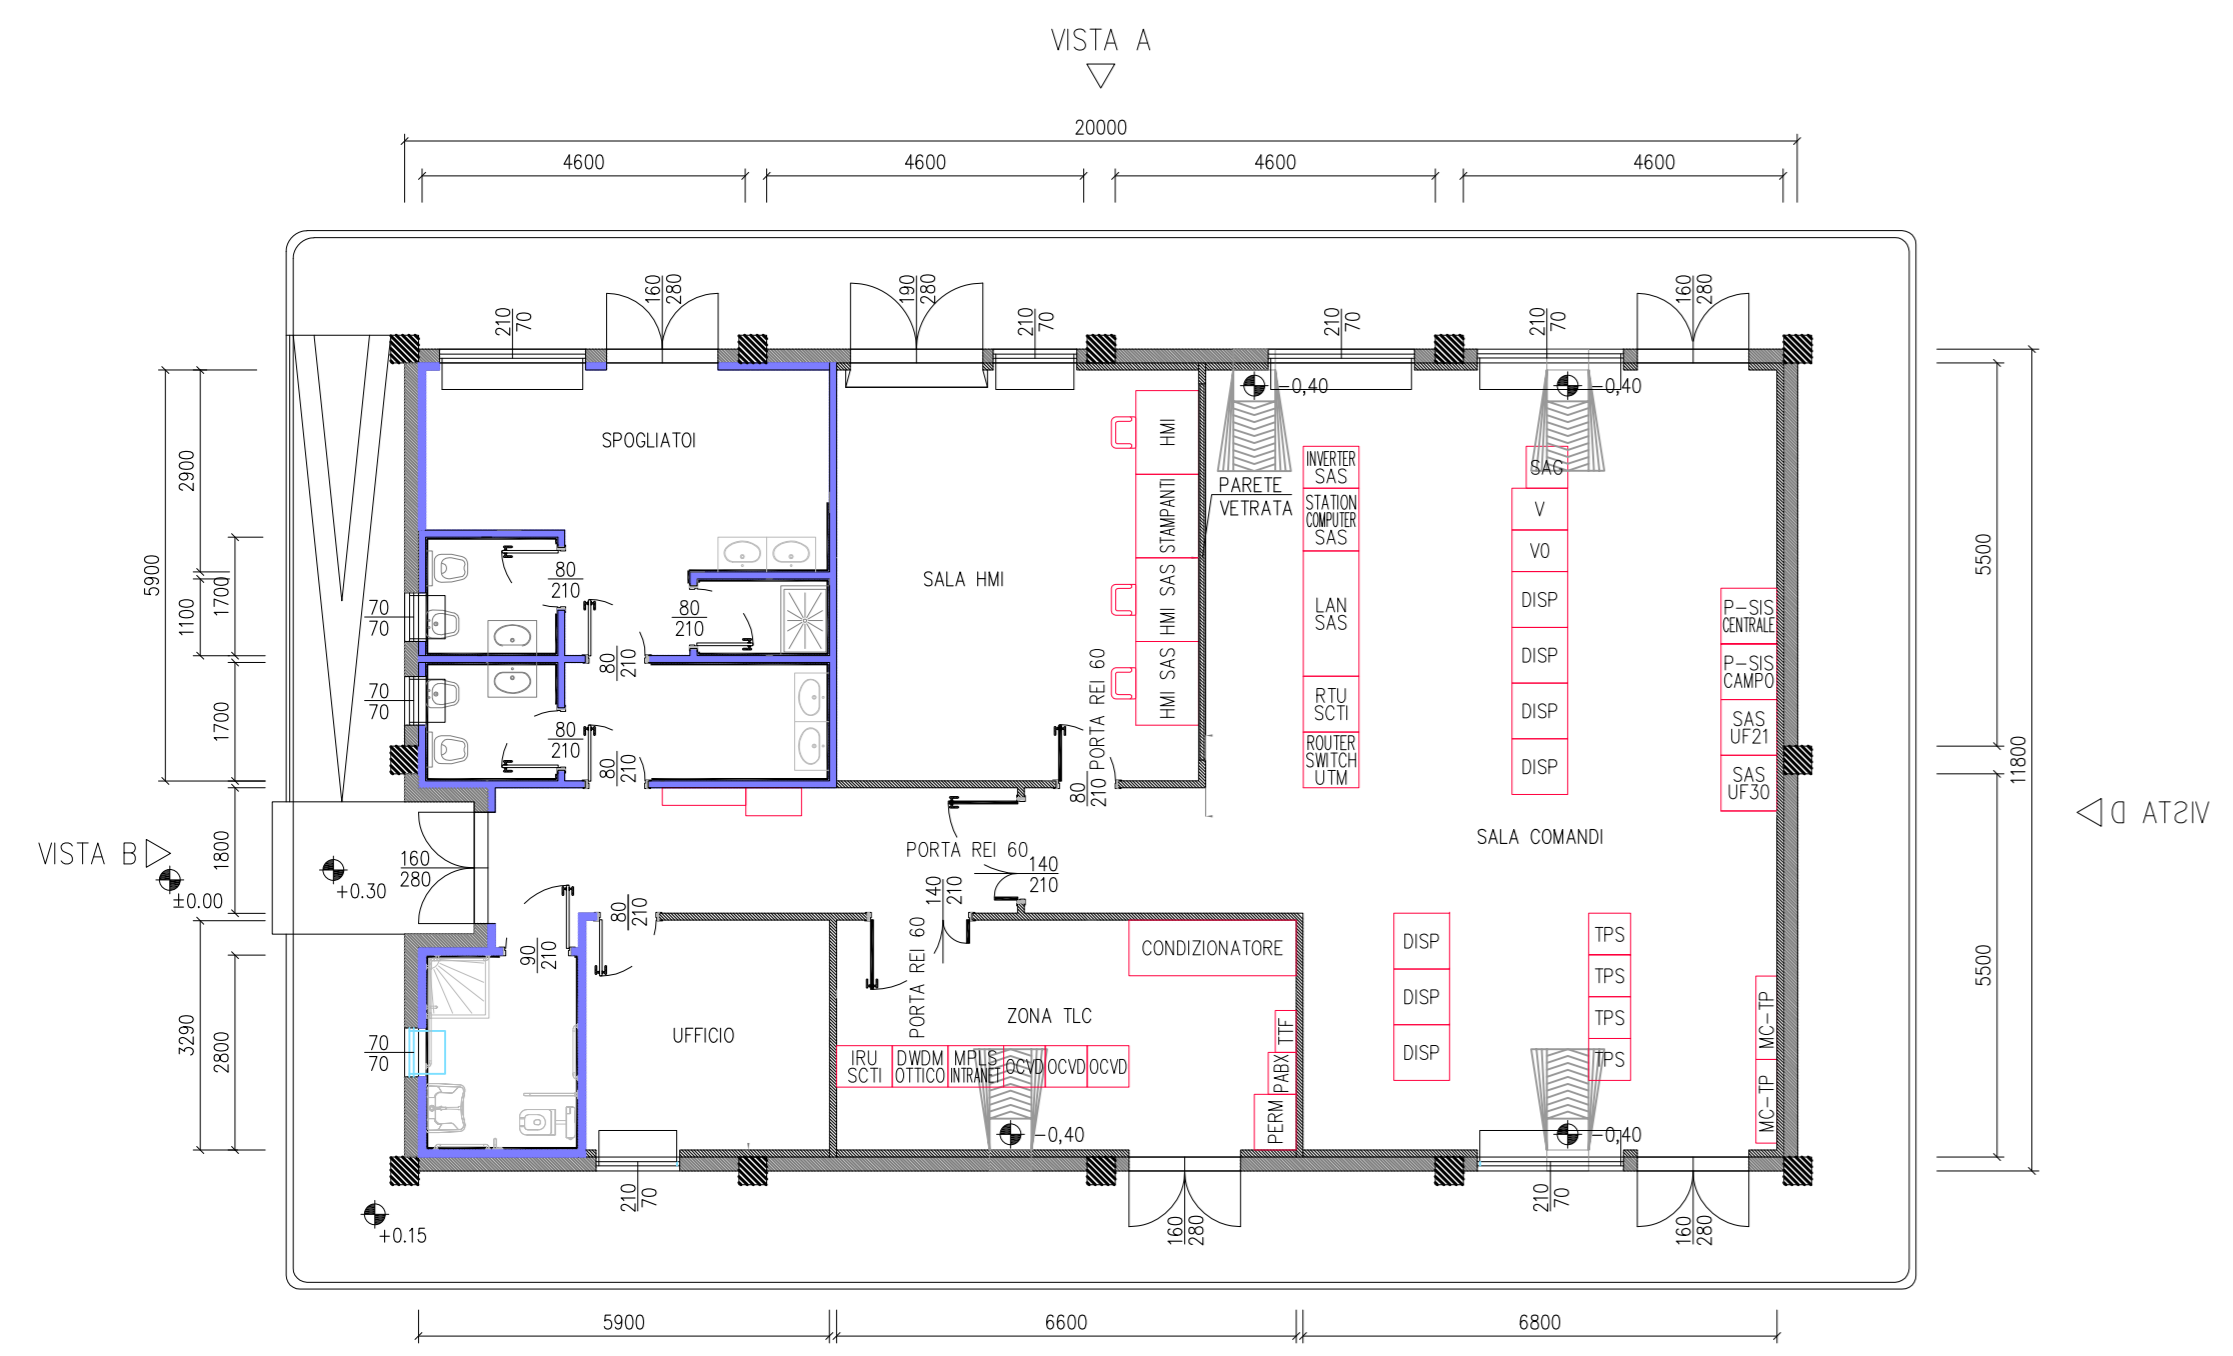 VISTA A
20000
4600
4600
4600
4600
160
280
190
280
160
280
210
70
210
70
210
70
210
70
-0,40
-0,40
SPOGLIATOI
HMI
STAMPANTI
HMI SAS
HMI SAS
SALA HMI
PARETE
VETRATA
INVERTER
SAS
STATION
COMPUTER
SAS
LAN
SAS
RTU
SCTI
ROUTER
SWITCH
UTM
SAG
V
VO
DISP
DISP
DISP
DISP
P-SIS
CENTRALE
P-SIS
CAMPO
SAS
UF21
SAS
UF30
2900
5900
1100
1700
1700
1800
3290
2800
70
70
70
70
70
70
80
210
80
210
80
210
80
210
80
210
80
210
PORTA REI 60
5500
11800
5500
VISTA B
±0.00
+0.30
160
280
PORTA REI 60
140
210
140
210
PORTA REI 60
80
210
90
210
SALA COMANDI
VISTA D
UFFICIO
ZONA TLC
CONDIZIONATORE
IRU
SCTI
DWDM
OTTICO
MPLS
INTRANET
OCVD
OCVD
OCVD
TTF
PABX
PERM
DISP
DISP
DISP
TPS
TPS
TPS
TPS
MC-TP
MC-TP
-0,40
-0,40
210
70
160
280
210
70
160
280
+0.15
5900
6600
6800